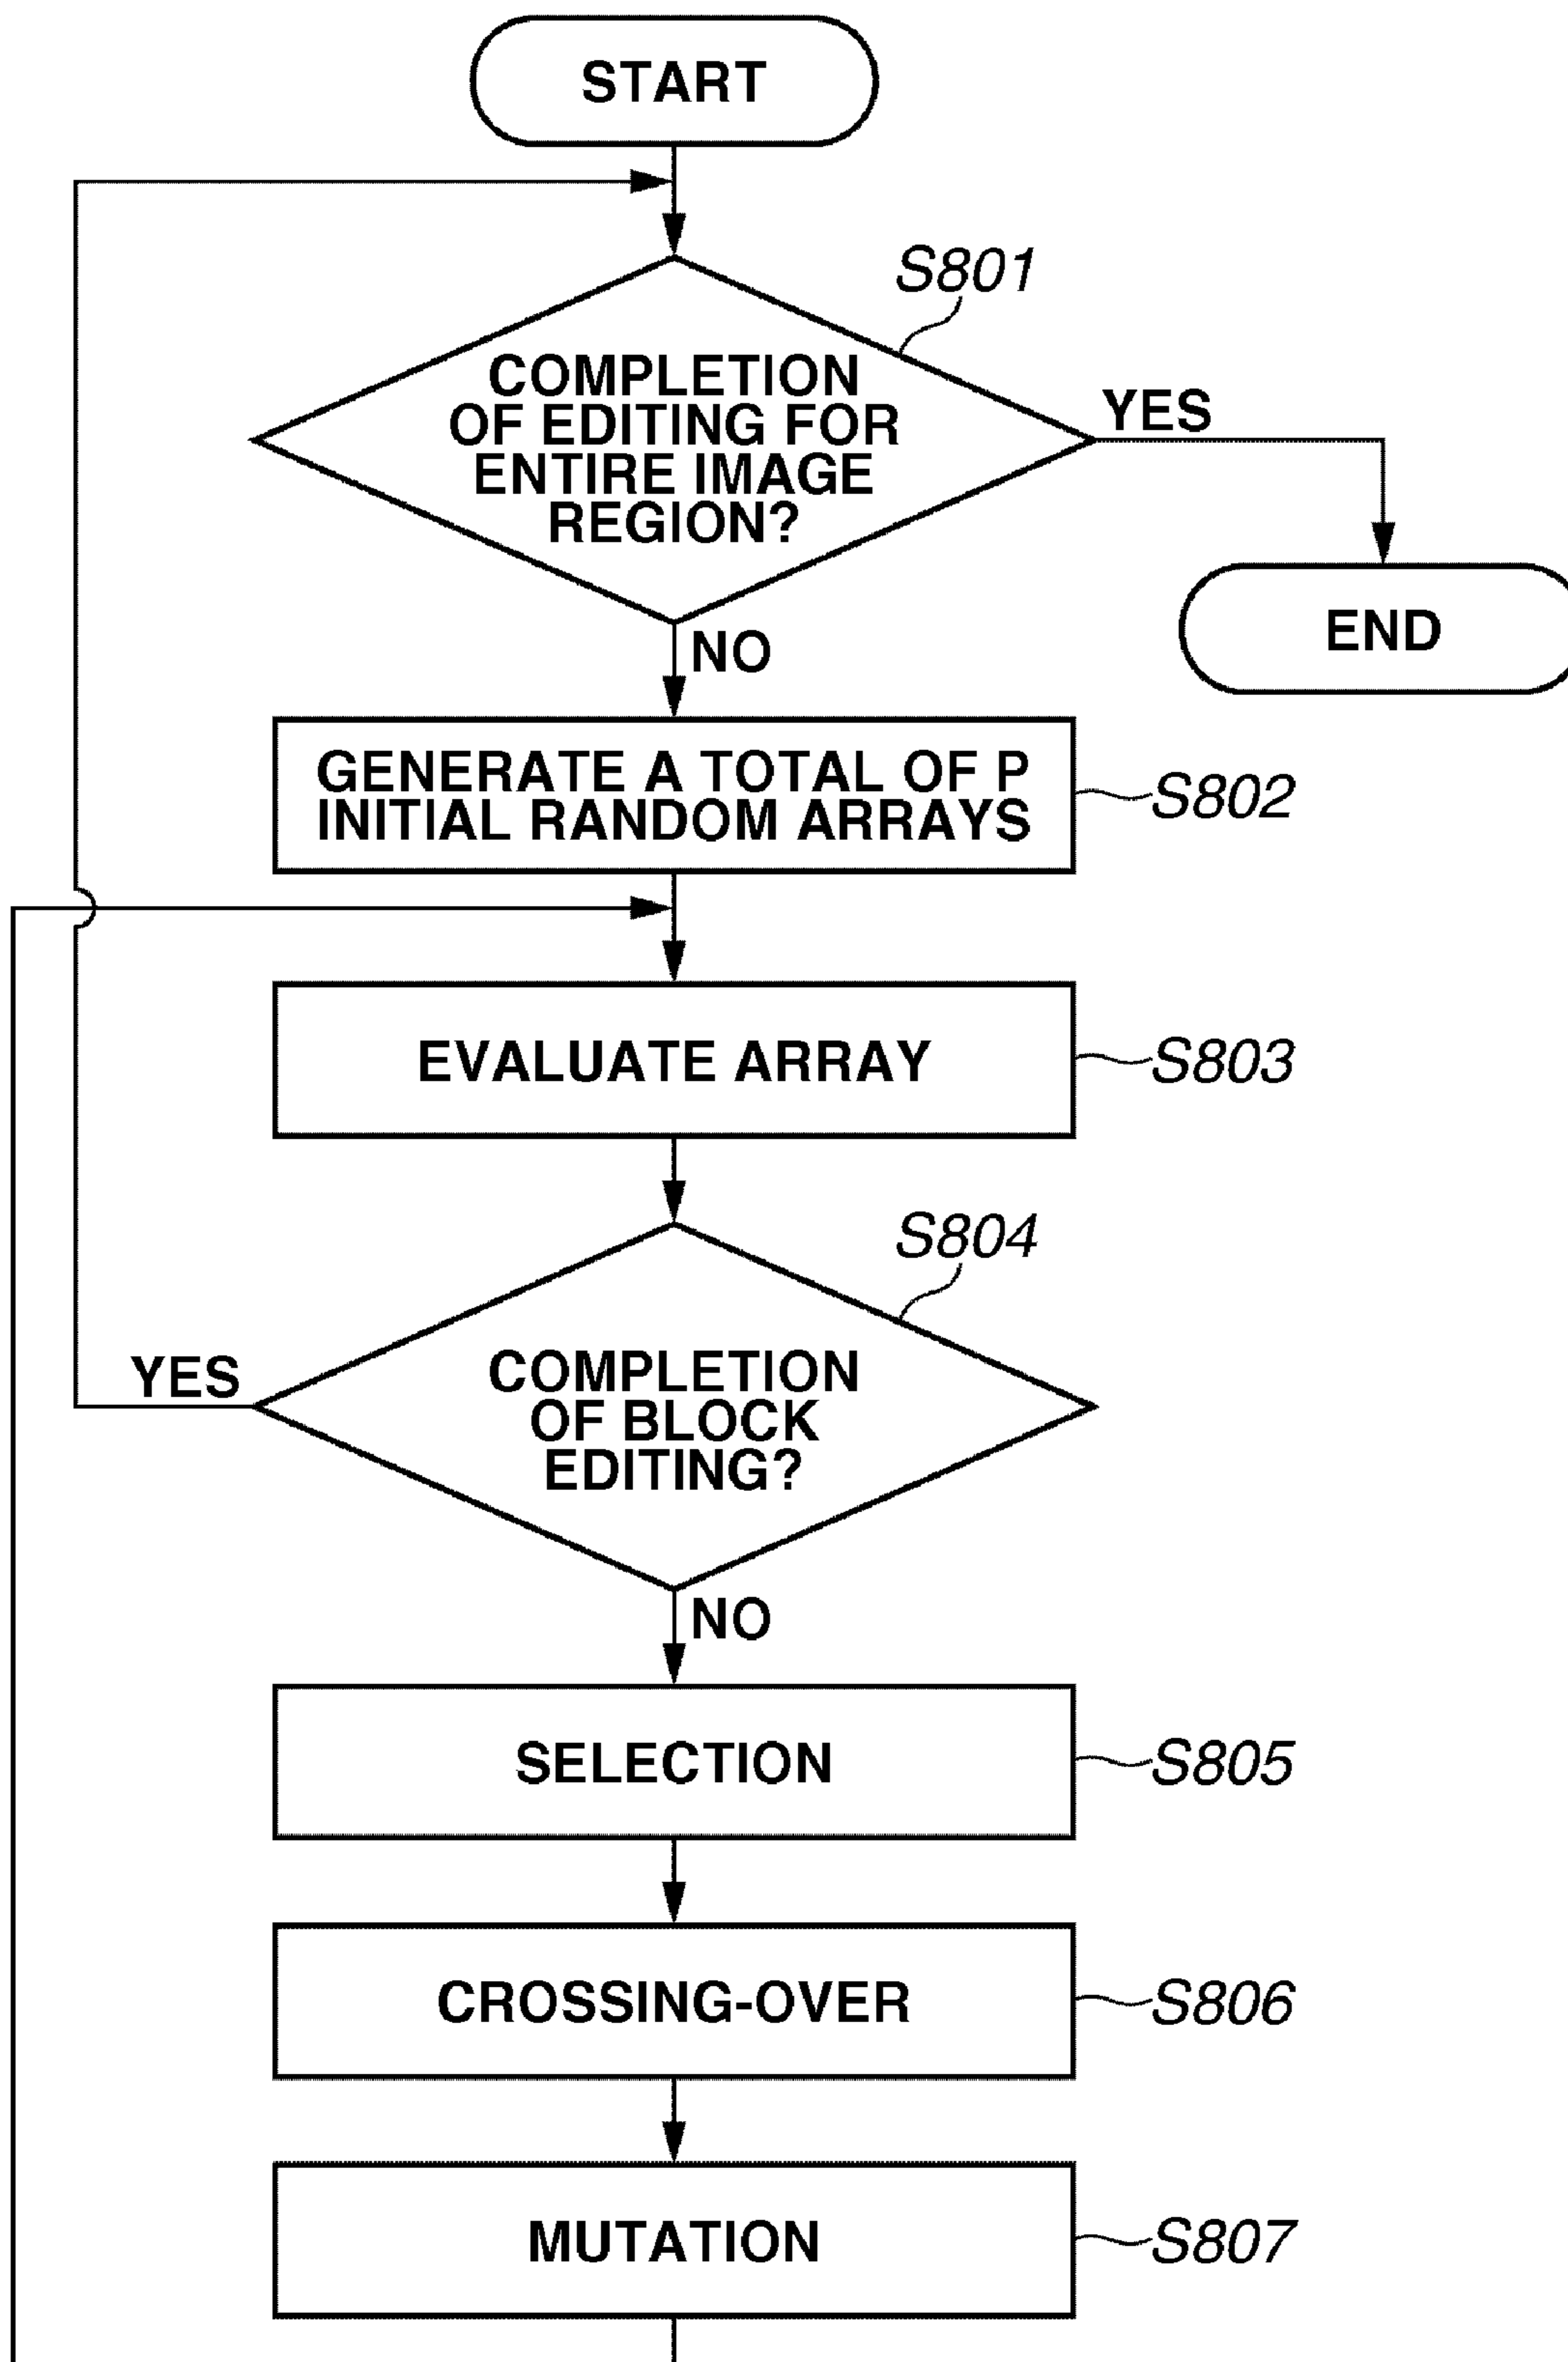 START
S801
COMPLETION
OF EDITING FOR
ENTIRE IMAGE
REGION?
YES
END
NO
GENERATE A TOTAL OF P
INITIAL RANDOM ARRAYS
S802
EVALUATE ARRAY
S803
S804
YES
COMPLETION
OF BLOCK
EDITING?
NO
SELECTION
S805
CROSSING-OVER
S806
MUTATION
S807